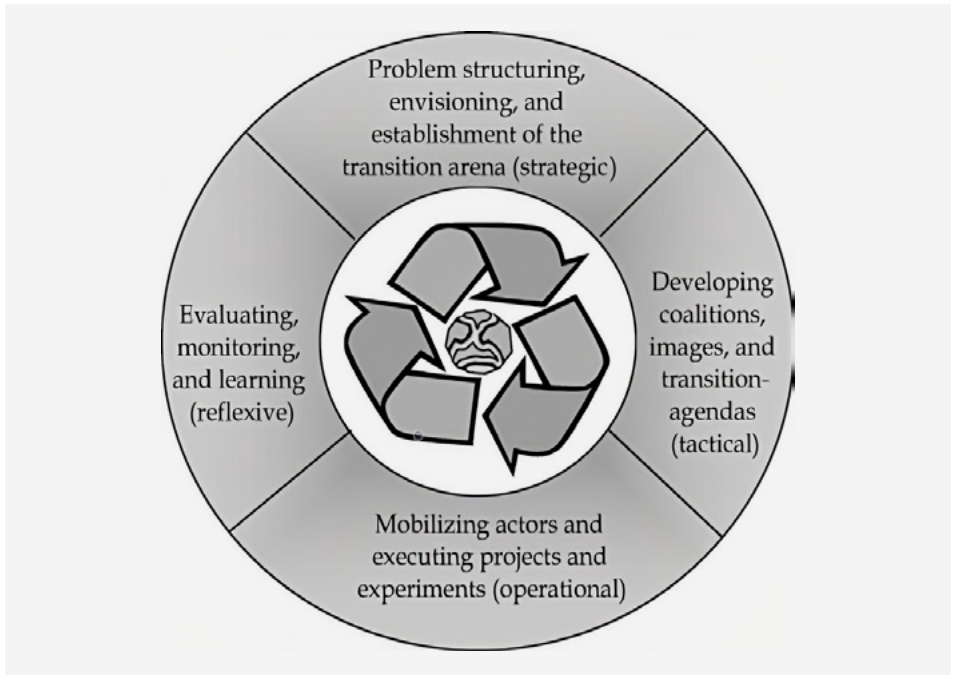 Problem structuring,
envisioning, and
establishment of the
transition arena (strategic)
Developing
coalitions,
images, and
transition-
agendas
(tactical)
Mobilizing actors and
executing projects and
experiments (operational)
Evaluating,
monitoring,
and learning
(reflexive)